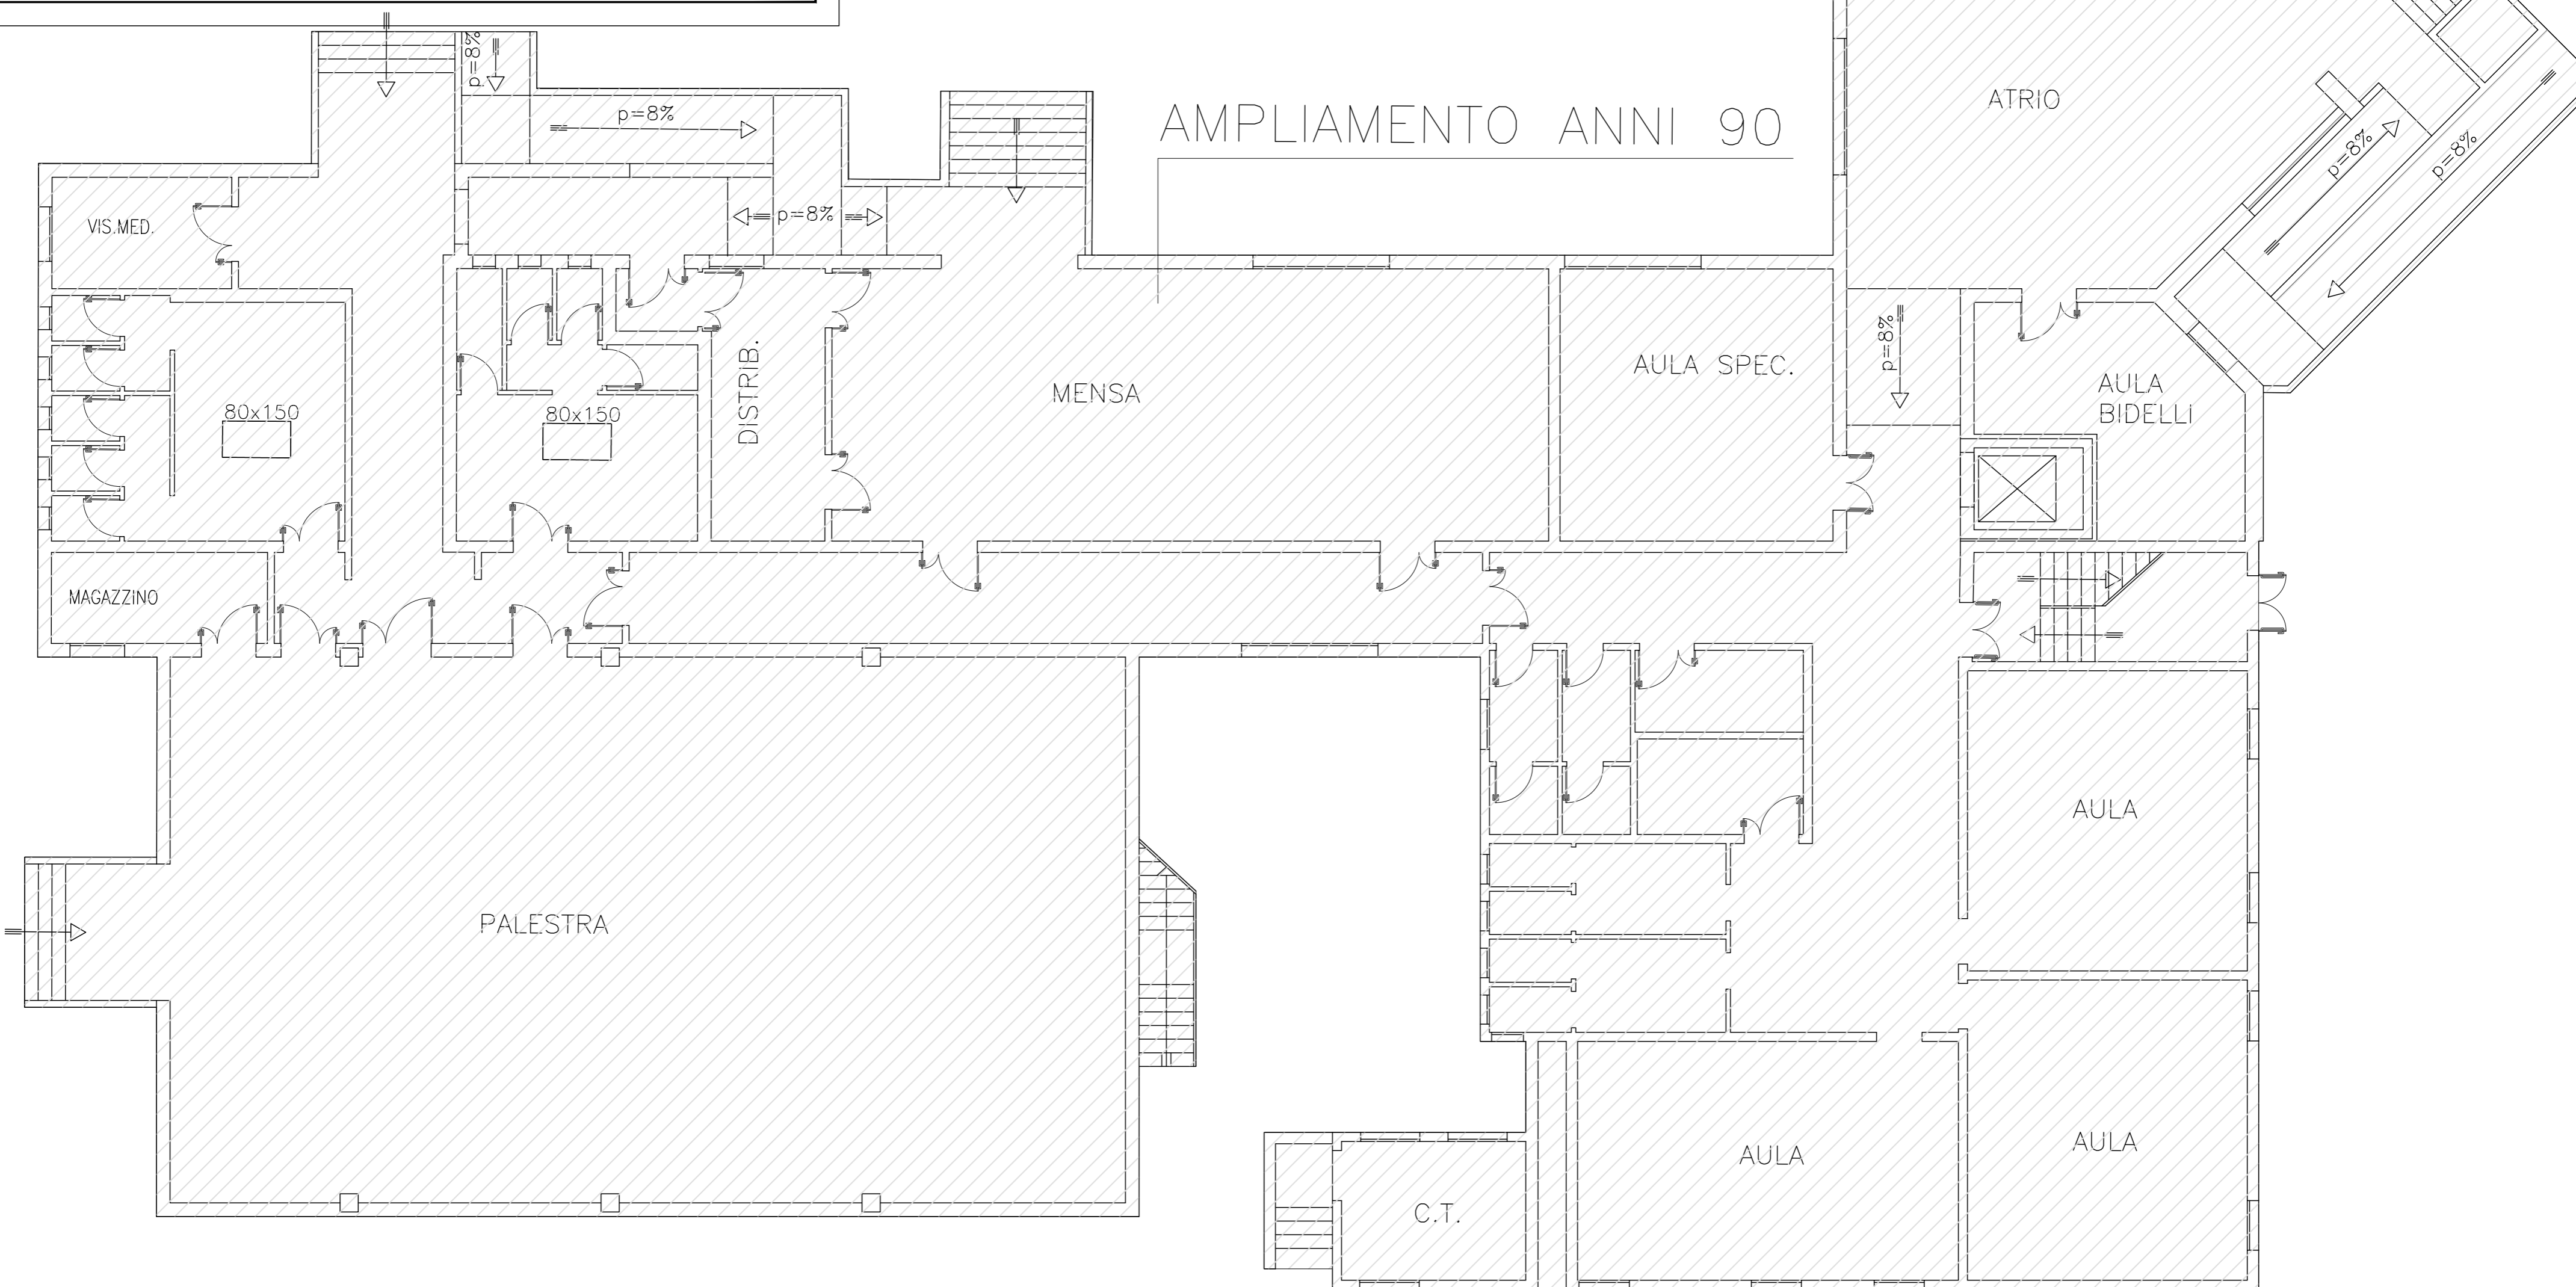 p=8%
p=8%
AMPLIAMENTO ANNI 90
ATRIO
p=8%
p=8%
VIS.MED.
p=8%
p=8%
DISTRIB.
MENSA
AULA SPEC.
AULA
BIDELLI
80x150
80x150
MAGAZZINO
AULA
PALESTRA
AULA
AULA
C.T.